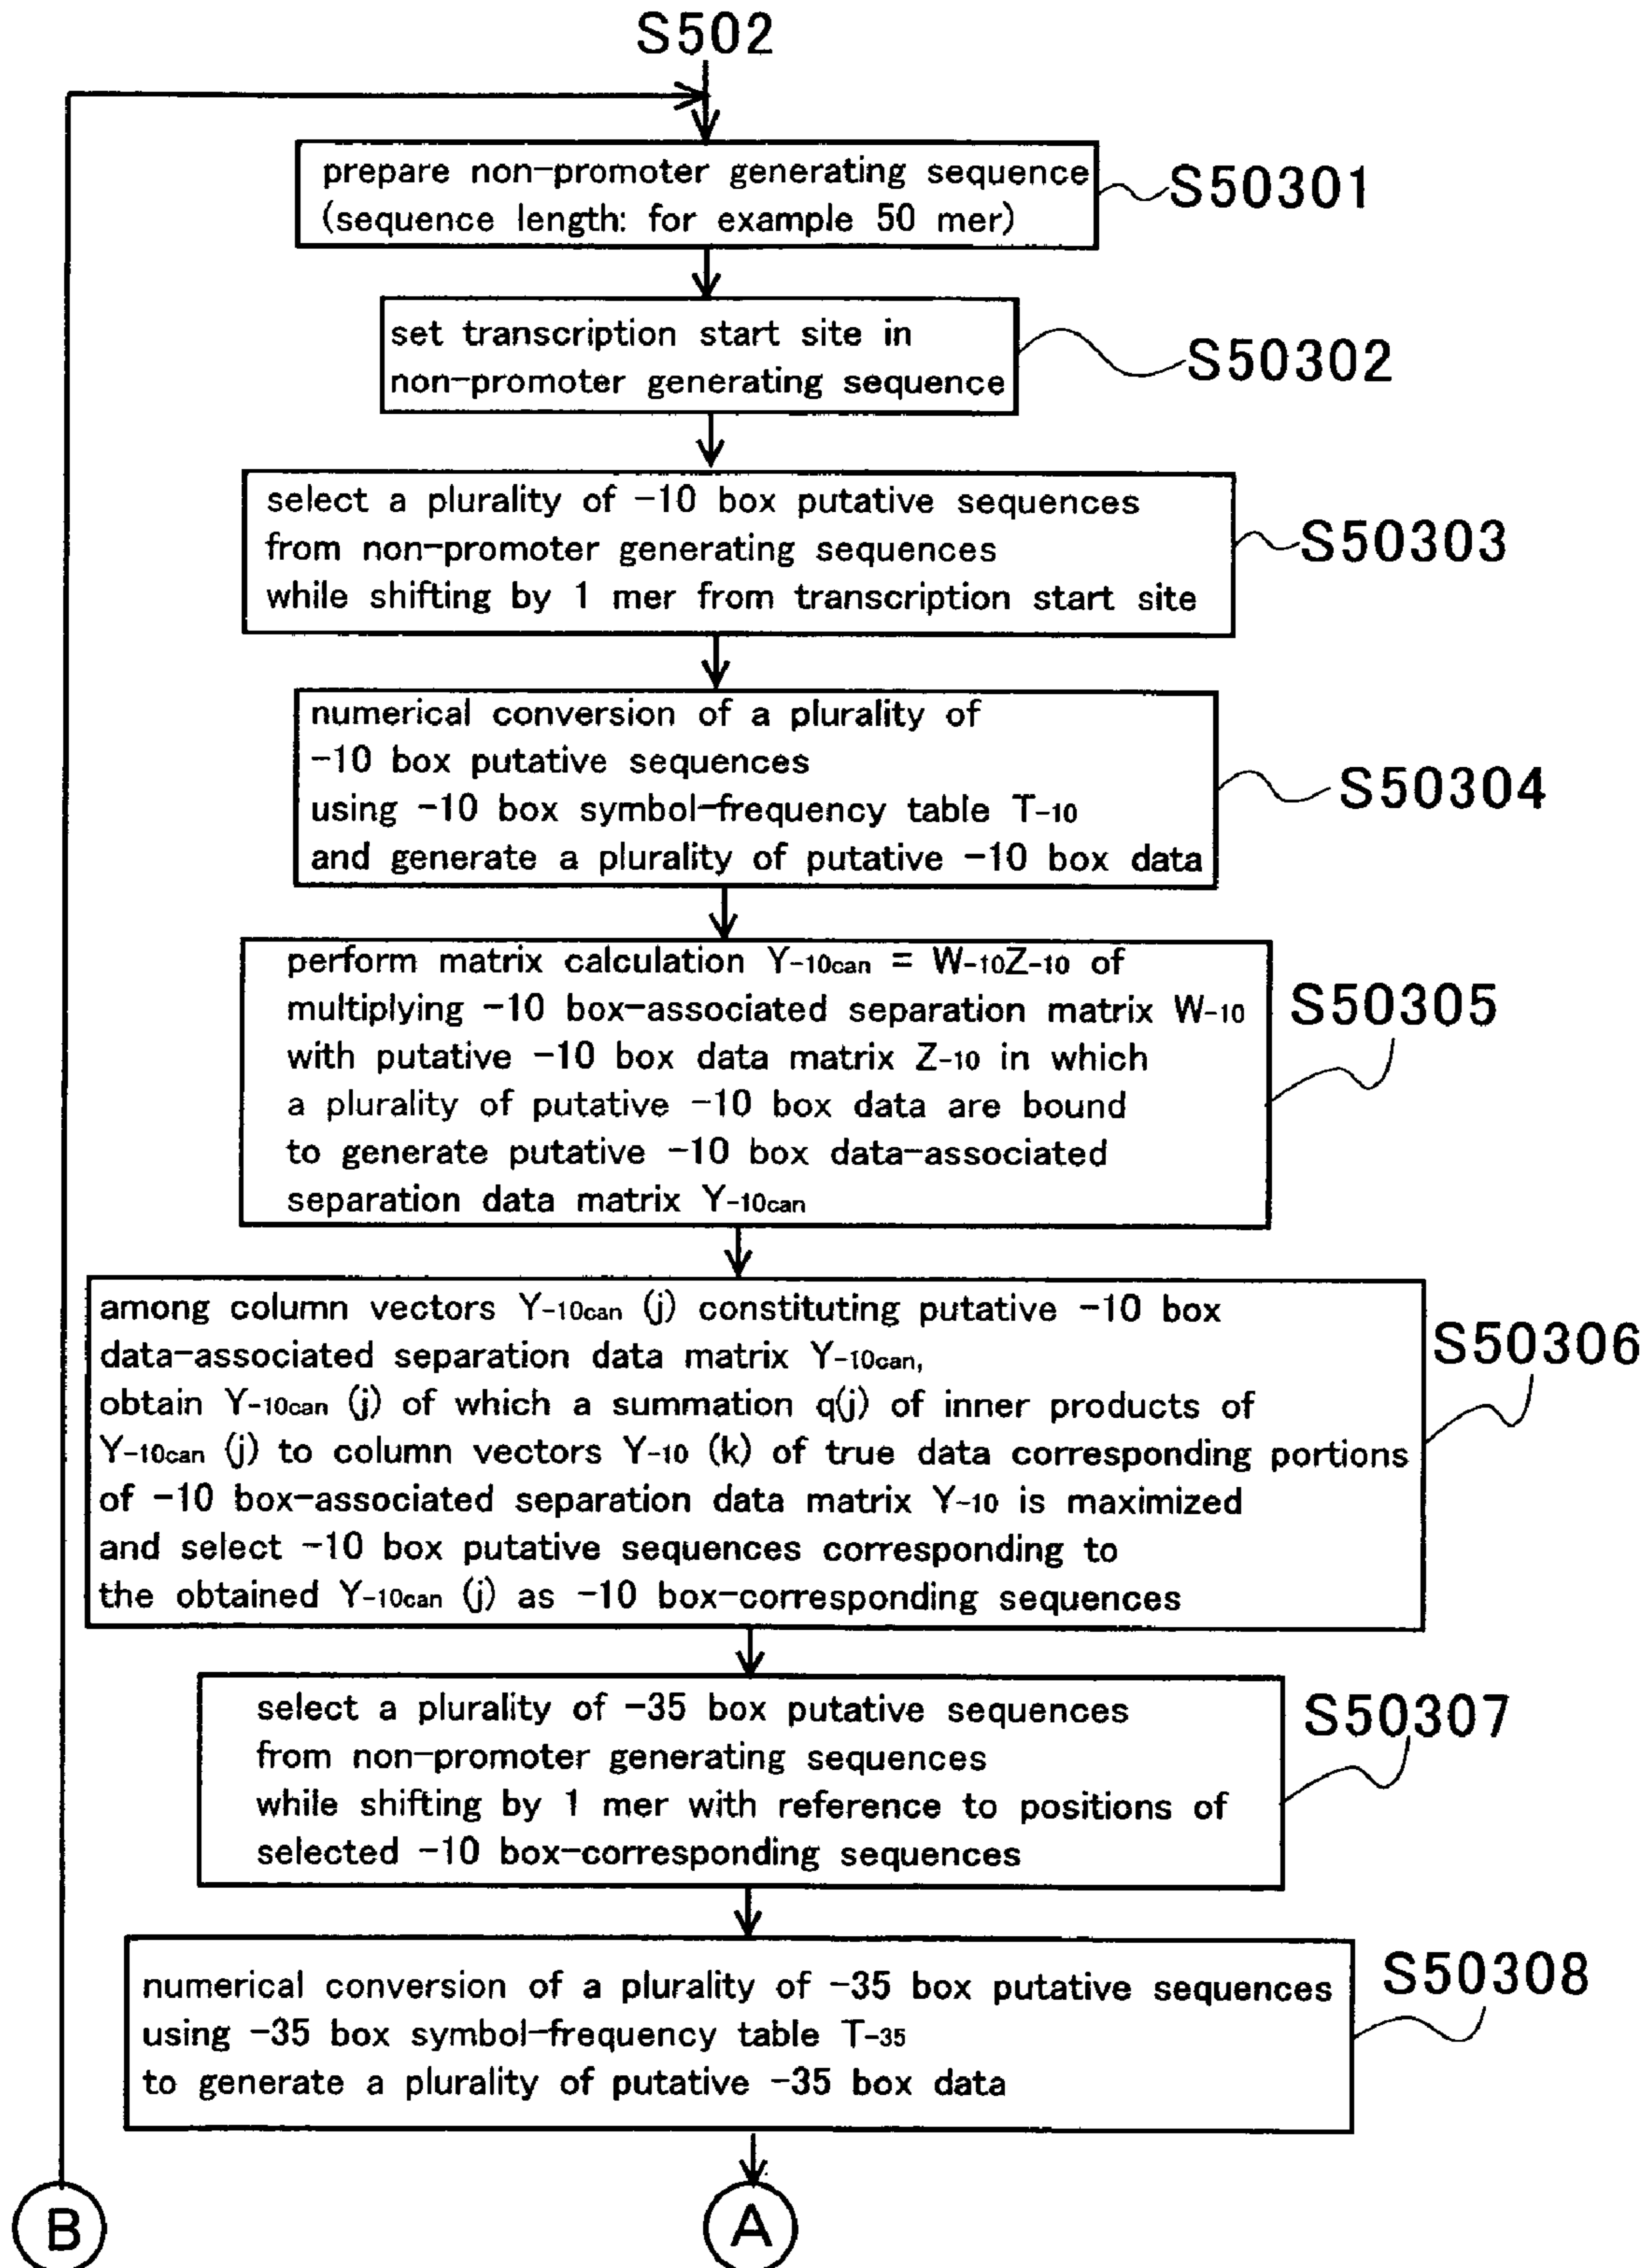 S502
prepare non-promoter generating sequence
(sequence length: for example 50 mer)
S50301
set transcription start site in
non-promoter generating sequence
S50302
select a plurality of -10 box putative sequences
from non-promoter generating sequences
while shifting by 1 mer from transcription start site
S50303
numerical conversion of a plurality of
-10 box putative sequences
using -10 box symbol-frequency table T-10
and generate a plurality of putative -10 box data
S50304
perform matrix calculation Y-10can = W-10Z-10 of
multiplying -10 box-associated separation matrix W-10
with putative -10 box data matrix Z-10 in which
a plurality of putative -10 box data are bound
to generate putative -10 box data-associated
separation data matrix Y-10can
S50305
among column vectors Y-10can (j) constituting putative -10 box
data-associated separation data matrix Y-10can,
obtain Y-10can (j) of which a summation q(j) of inner products of
Y-10can (j) to column vectors Y-10 (k) of true data corresponding portions
of -10 box-associated separation data matrix Y-10 is maximized
and select -10 box putative sequences corresponding to
the obtained Y-10can (j) as -10 box-corresponding sequences
S50306
select a plurality of -35 box putative sequences
from non-promoter generating sequences
while shifting by 1 mer with reference to positions of
selected -10 box-corresponding sequences
S50307
numerical conversion of a plurality of -35 box putative sequences
using -35 box symbol-frequency table T-35
to generate a plurality of putative -35 box data
S50308
B
A